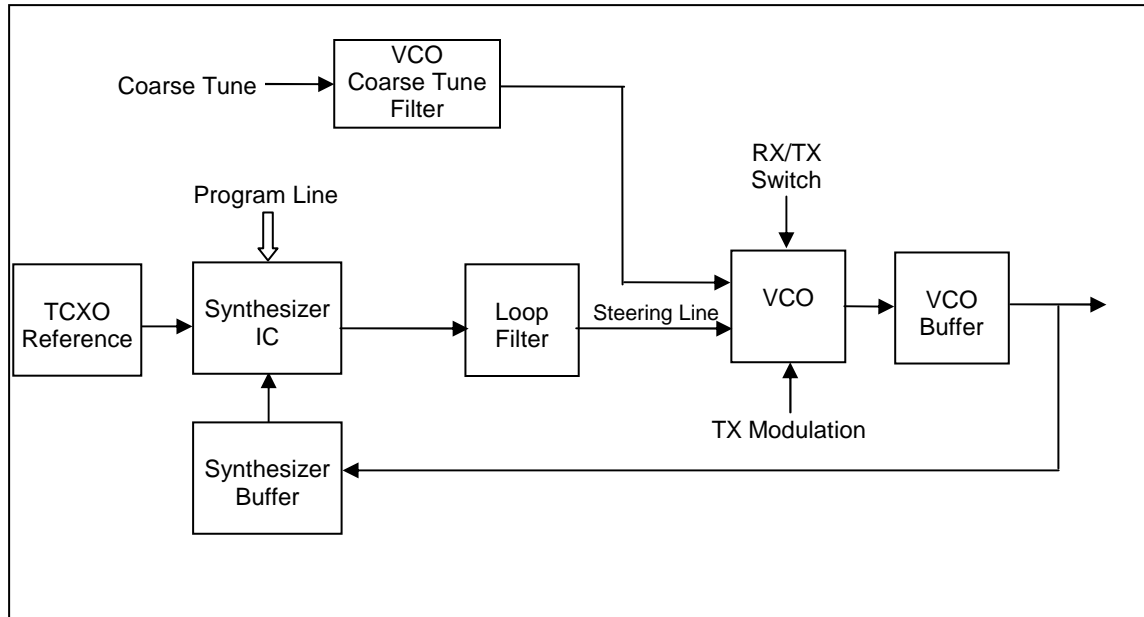 VCO
Coarse Tune
Filter
Coarse Tune
RX/TX
Switch
Program Line
TCXO
Reference
Synthesizer
IC
Loop
Filter
Steering Line
VCO
VCO
Buffer
TX Modulation
Synthesizer
Buffer